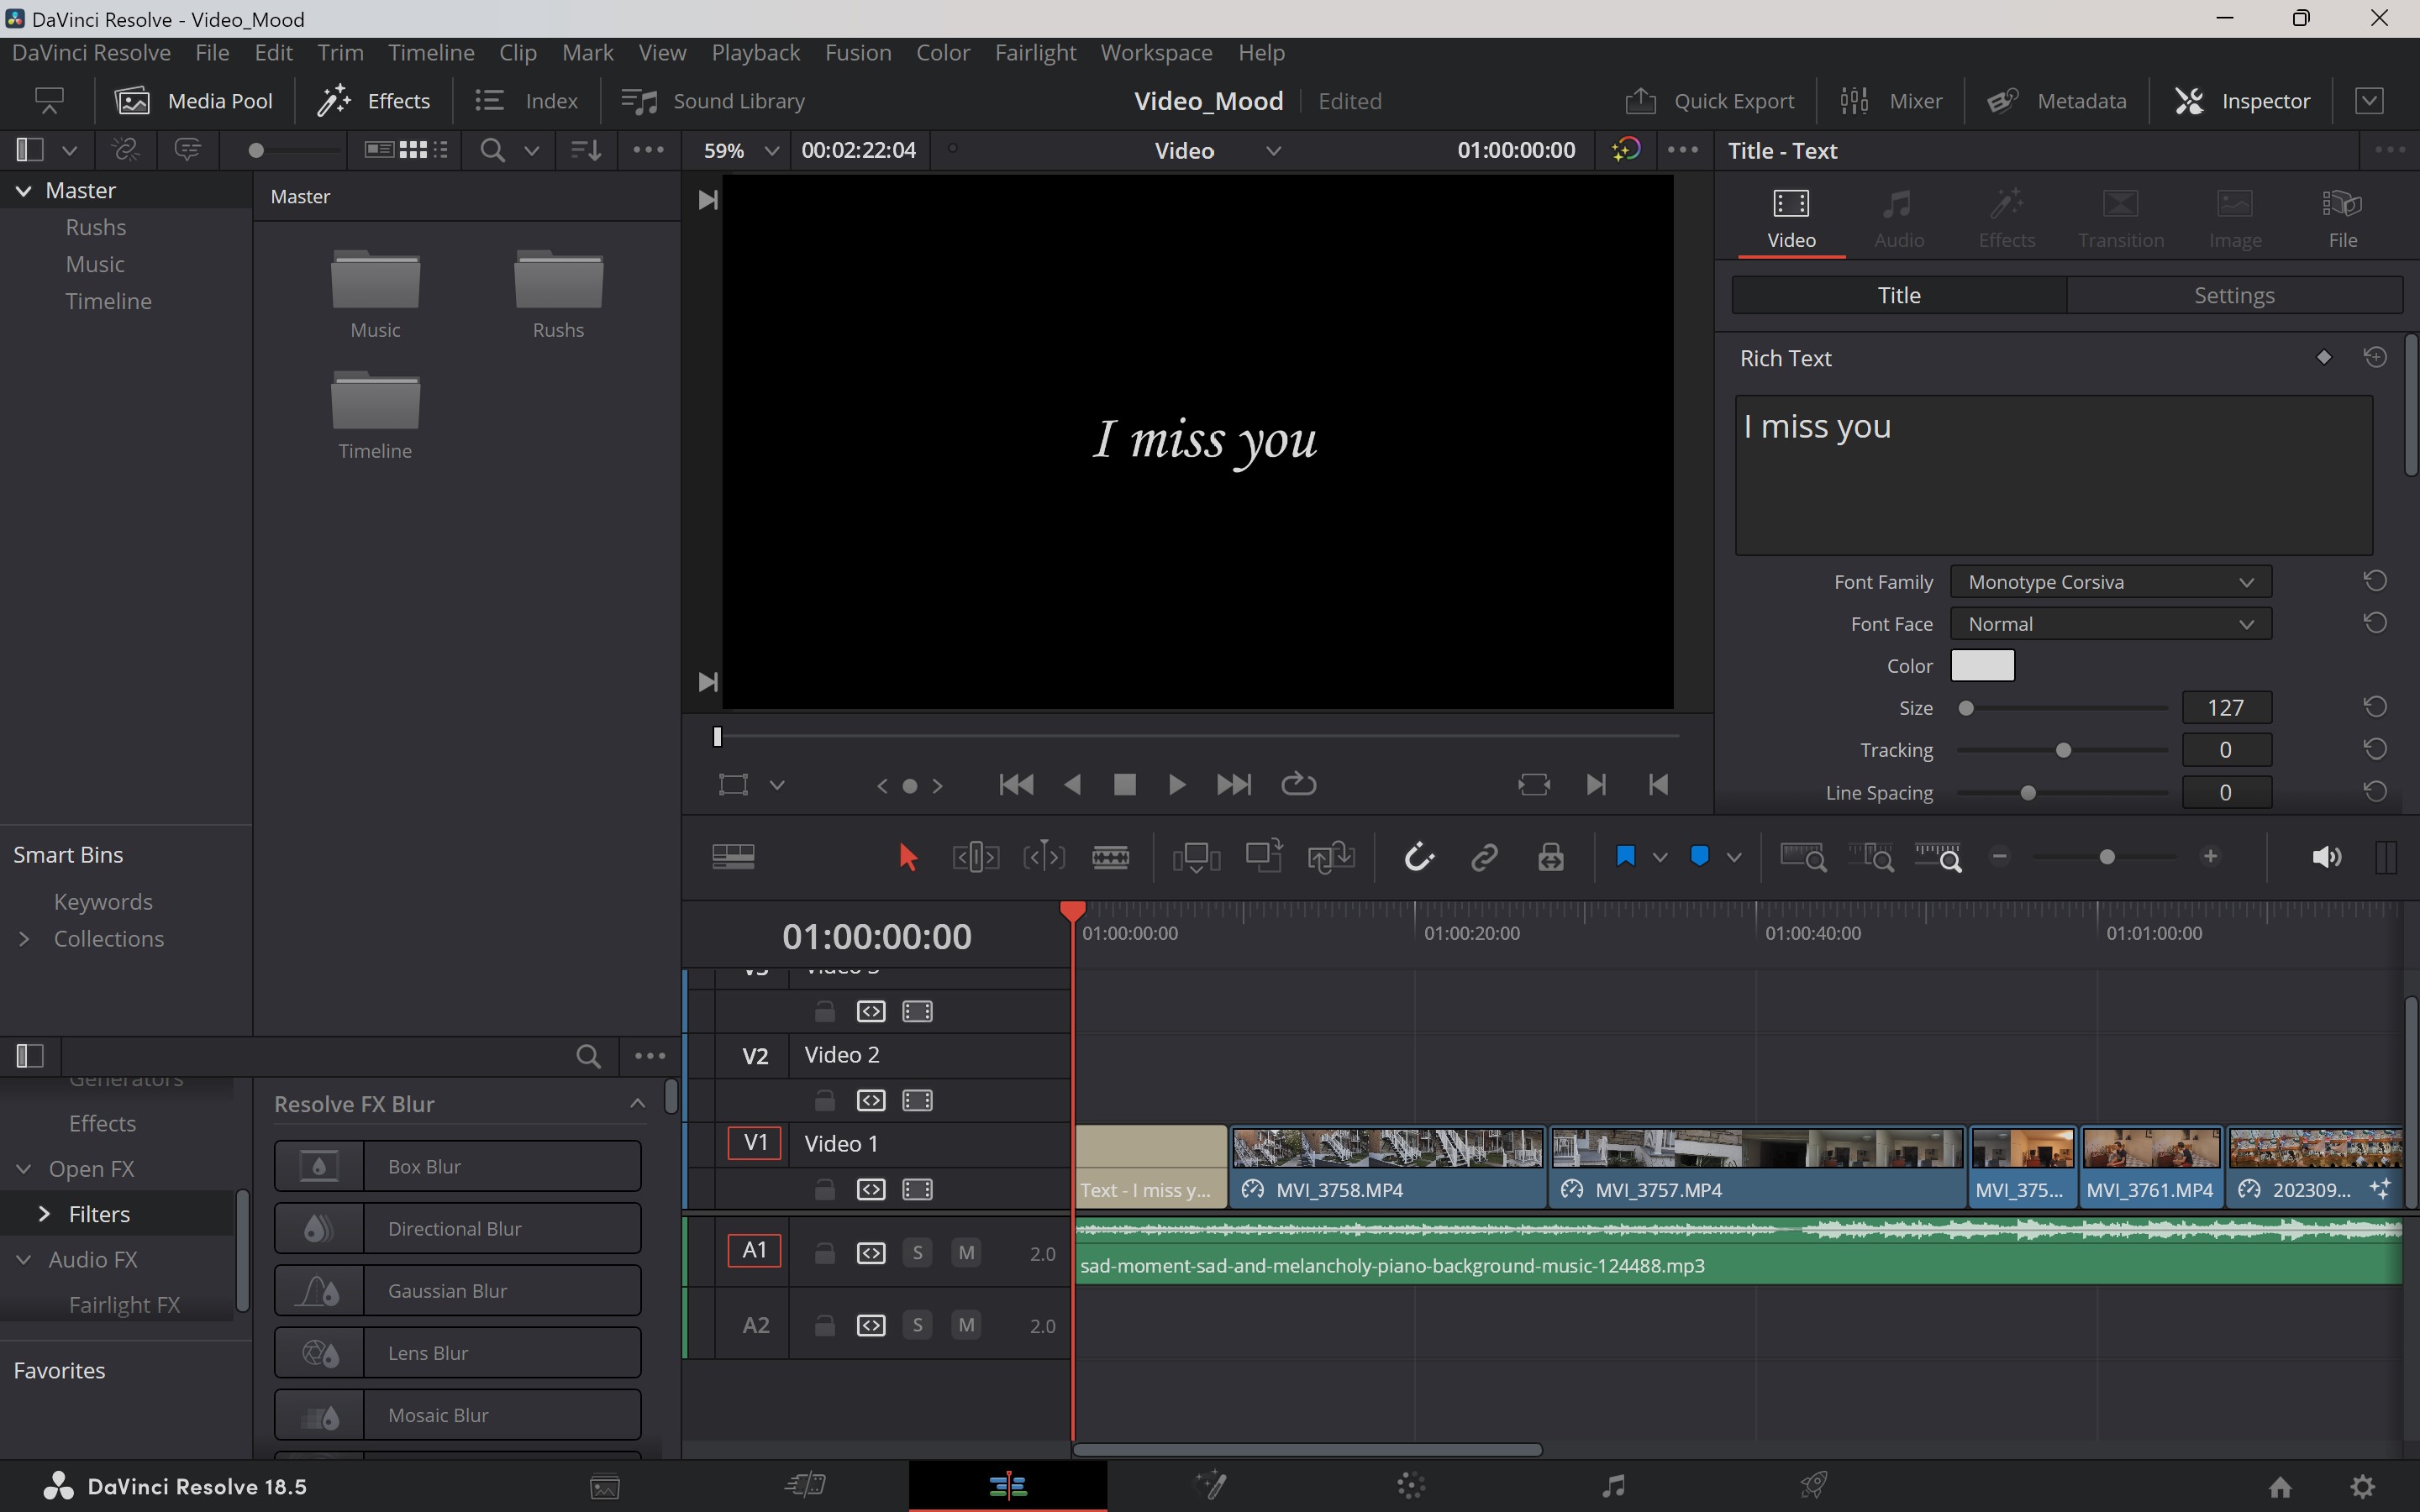 DaVinci Resolve - Video_Mood
DaVinci Resolve File Edit Trim Timeline Clip Mark View Playback Fusion Color Fairlight Workspace Help
Media Pool Effects Index Sound Library Video_Mood Edited Quick Export Mixer Metadata Inspector
59% 00:02:22:04 Video 01:00:00:00 Title - Text
Master
Rushs
Music
Timeline
Master
Music Rushs
Timeline
I miss you
Video Audio Effects Transition Image File
Title Settings
Rich Text
I miss you
Font Family Monotype Corsiva
Font Face Normal
Color
Size 127
Tracking 0
Line Spacing 0
Smart Bins
Keywords
Collections
Generators
Effects
Open FX
Filters
Audio FX
Fairlight FX
Favorites
Resolve FX Blur
Box Blur
Directional Blur
Gaussian Blur
Lens Blur
Mosaic Blur
01:00:00:00 01:00:00:00 01:00:20:00 01:00:40:00 01:01:00:00
V3 Video 3
V2 Video 2
V1 Video 1
Text - I miss y... MVI_3758.MP4 MVI_3757.MP4 MVI_375... MVI_3761.MP4 202309...
A1 S M 2.0
sad-moment-sad-and-melancholy-piano-background-music-124488.mp3
A2 S M 2.0
DaVinci Resolve 18.5